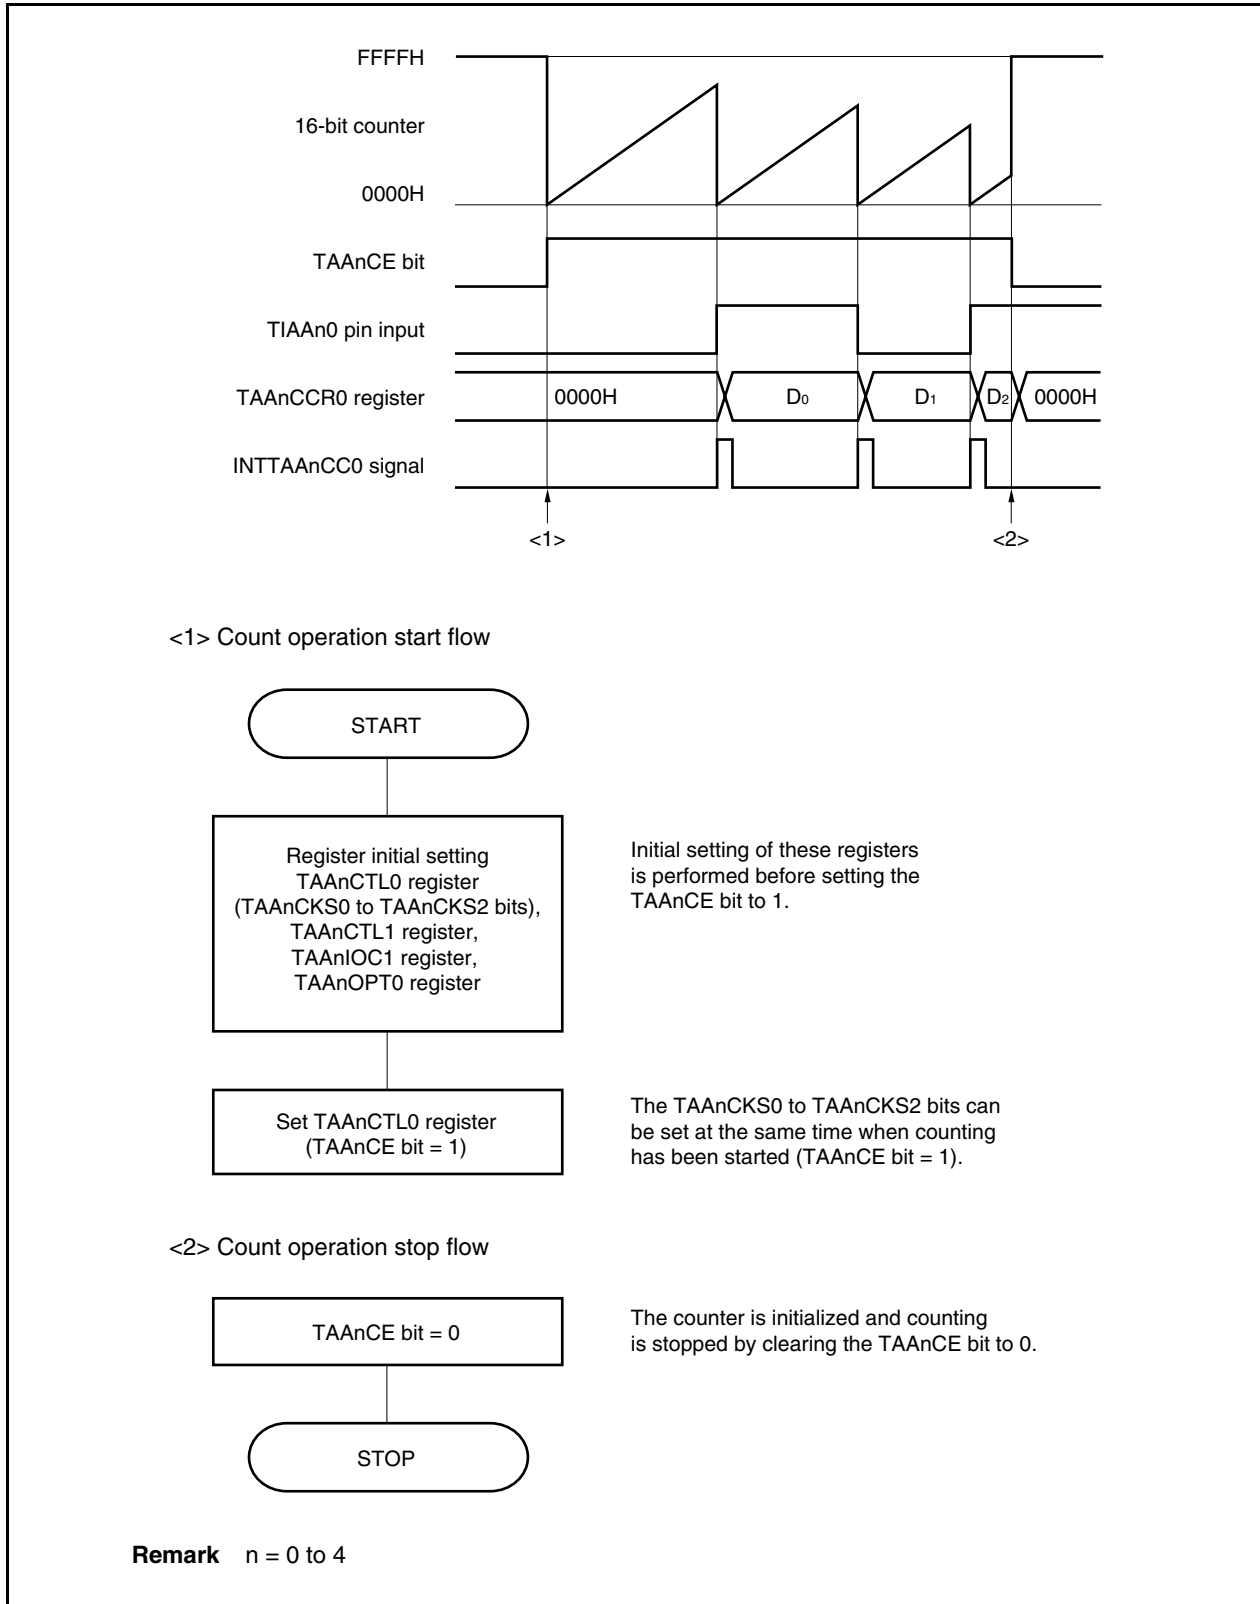 FFFFH
16-bit counter
0000H
TAAnCE bit
TIAAn0 pin input
TAAnCCR0 register
0000H
D0
D1
D2
0000H
INTTAAnCC0 signal
<1>
<2>
<1> Count operation start flow
START
Register initial setting
TAAnCTL0 register
(TAAnCKS0 to TAAnCKS2 bits),
TAAnCTL1 register,
TAAnIOC1 register,
TAAnOPT0 register
Initial setting of these registers
is performed before setting the
TAAnCE bit to 1.
Set TAAnCTL0 register
(TAAnCE bit = 1)
The TAAnCKS0 to TAAnCKS2 bits can
be set at the same time when counting
has been started (TAAnCE bit = 1).
<2> Count operation stop flow
TAAnCE bit = 0
The counter is initialized and counting
is stopped by clearing the TAAnCE bit to 0.
STOP
Remark n = 0 to 4